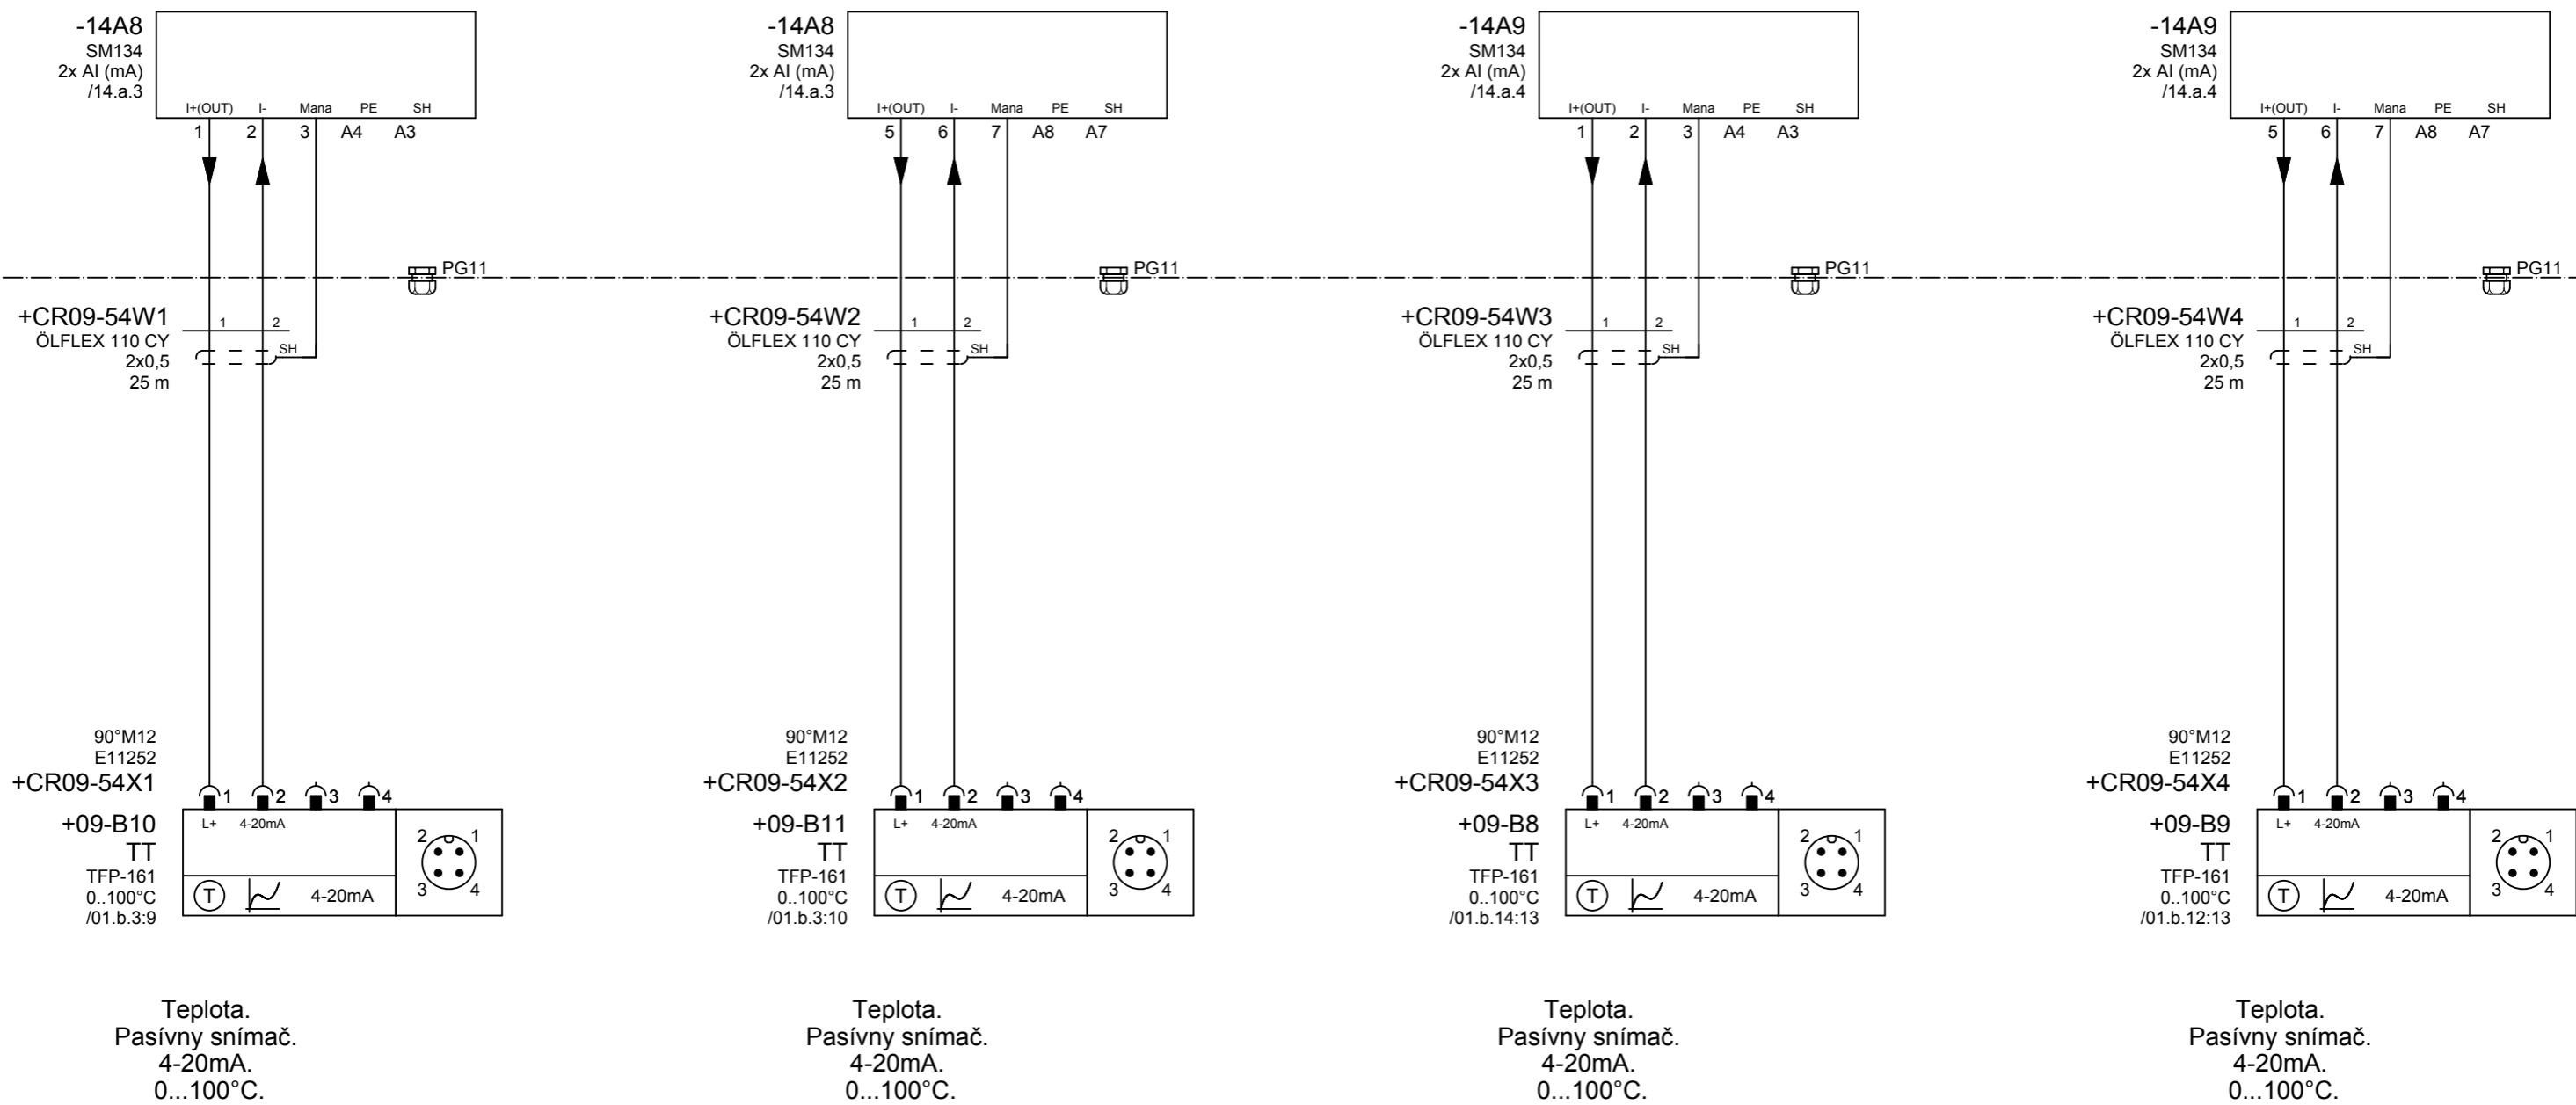 -14A8
SM134
2x AI (mA)
/14.a.3
I+(OUT) I- Mana PE SH
1 2 3 A4 A3
-14A8
SM134
2x AI (mA)
/14.a.3
I+(OUT) I- Mana PE SH
5 6 7 A8 A7
-14A9
SM134
2x AI (mA)
/14.a.4
I+(OUT) I- Mana PE SH
1 2 3 A4 A3
-14A9
SM134
2x AI (mA)
/14.a.4
I+(OUT) I- Mana PE SH
5 6 7 A8 A7
PG11
PG11
PG11
PG11
+CR09-54W1
ÖLFLEX 110 CY
2x0,5
25 m
1 2
SH
+CR09-54W2
ÖLFLEX 110 CY
2x0,5
25 m
1 2
SH
+CR09-54W3
ÖLFLEX 110 CY
2x0,5
25 m
1 2
SH
+CR09-54W4
ÖLFLEX 110 CY
2x0,5
25 m
1 2
SH
90°M12
E11252
+CR09-54X1
1 2 3 4
+09-B10
TT
TFP-161
0..100°C
/01.b.3:9
L+ 4-20mA
T 4-20mA
2 1
3 4
90°M12
E11252
+CR09-54X2
1 2 3 4
+09-B11
TT
TFP-161
0..100°C
/01.b.3:10
L+ 4-20mA
T 4-20mA
2 1
3 4
90°M12
E11252
+CR09-54X3
1 2 3 4
+09-B8
TT
TFP-161
0..100°C
/01.b.14:13
L+ 4-20mA
T 4-20mA
2 1
3 4
90°M12
E11252
+CR09-54X4
1 2 3 4
+09-B9
TT
TFP-161
0..100°C
/01.b.12:13
L+ 4-20mA
T 4-20mA
2 1
3 4
Teplota.
Pasívny snímač.
4-20mA.
0...100°C.
Teplota.
Pasívny snímač.
4-20mA.
0...100°C.
Teplota.
Pasívny snímač.
4-20mA.
0...100°C.
Teplota.
Pasívny snímač.
4-20mA.
0...100°C.